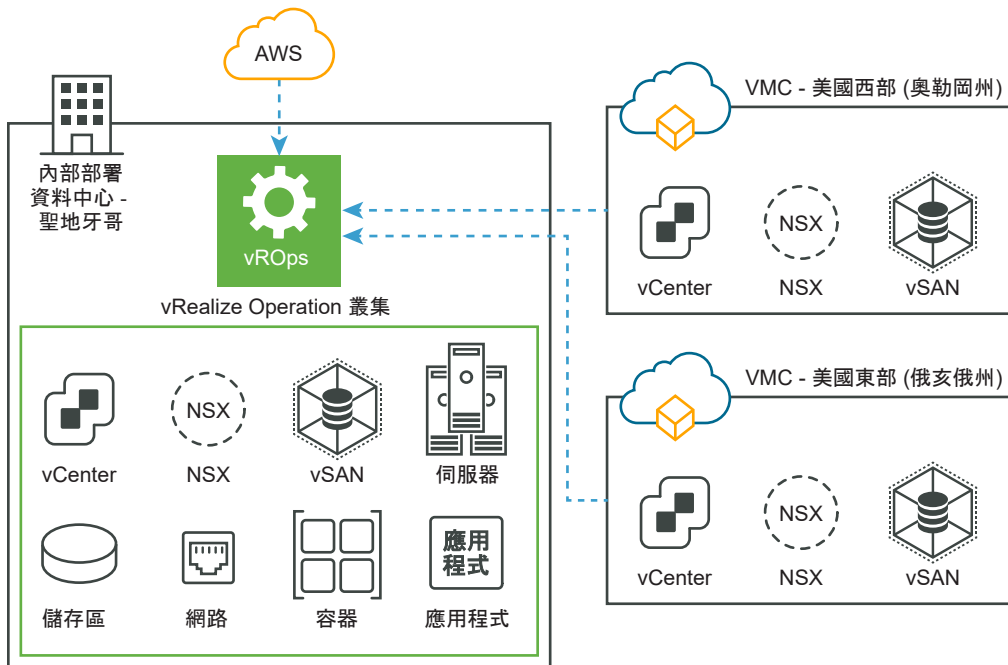 AWS
內部部署
資料中心 -
聖地牙哥
vROps
vRealize Operation 叢集
NSX
vCenter
NSX
vSAN
伺服器
應用
程式
儲存區
網路
容器
應用程式
VMC - 美國西部 (奧勒岡州)
NSX
vCenter
NSX
vSAN
VMC - 美國東部 (俄亥俄州)
NSX
vCenter
NSX
vSAN